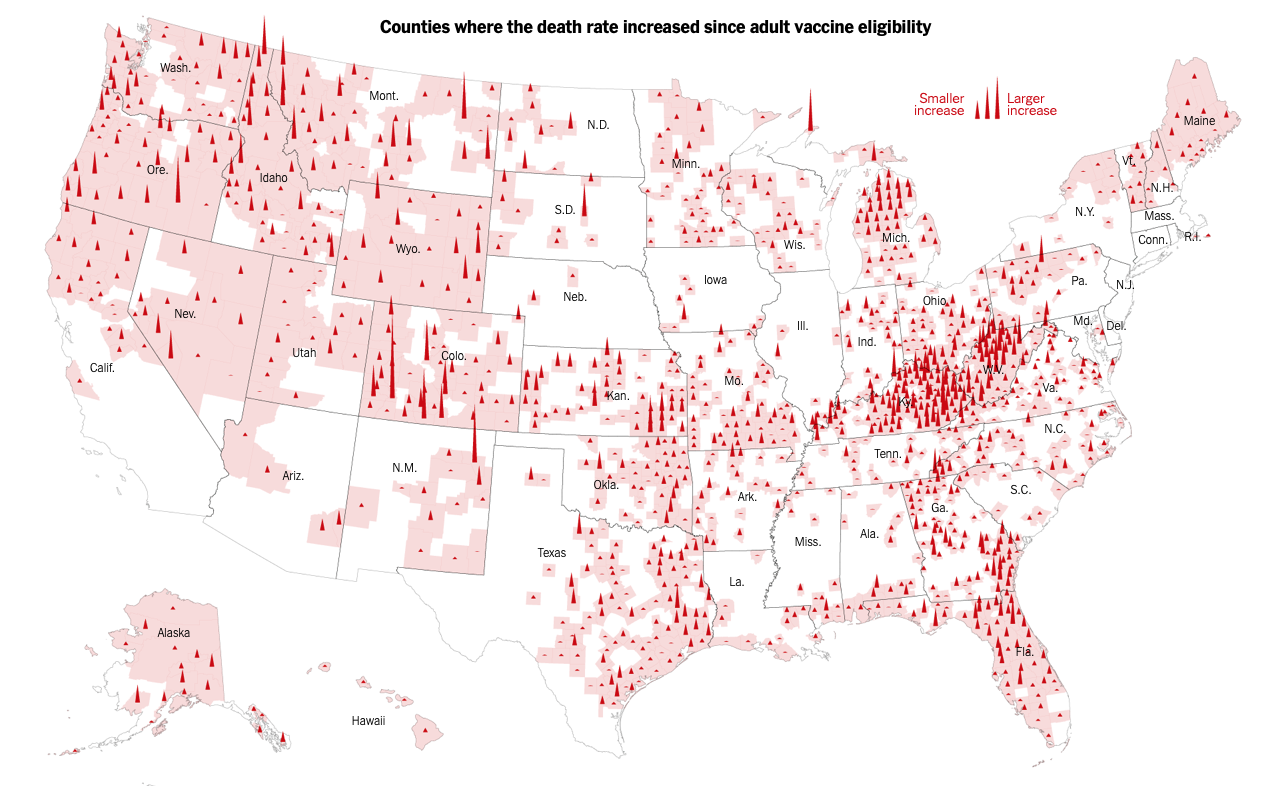 Counties where the death rate increased since adult vaccine eligibility
Smaller increase
Larger increase
Wash.
Mont.
N.D.
Minn.
Maine
Vt.
N.H.
Ore.
Idaho
S.D.
Wis.
Mich.
N.Y.
Mass.
Conn.
R.I.
Wyo.
Iowa
Neb.
Ill.
Ind.
Ohio
Pa.
N.J.
Md.
Del.
Nev.
Utah
Colo.
Calif.
Kan.
Mo.
Ky.
W.V.
Va.
N.C.
Tenn.
S.C.
Ariz.
N.M.
Okla.
Ark.
Ga.
Ala.
Miss.
Texas
La.
Fla.
Alaska
Hawaii